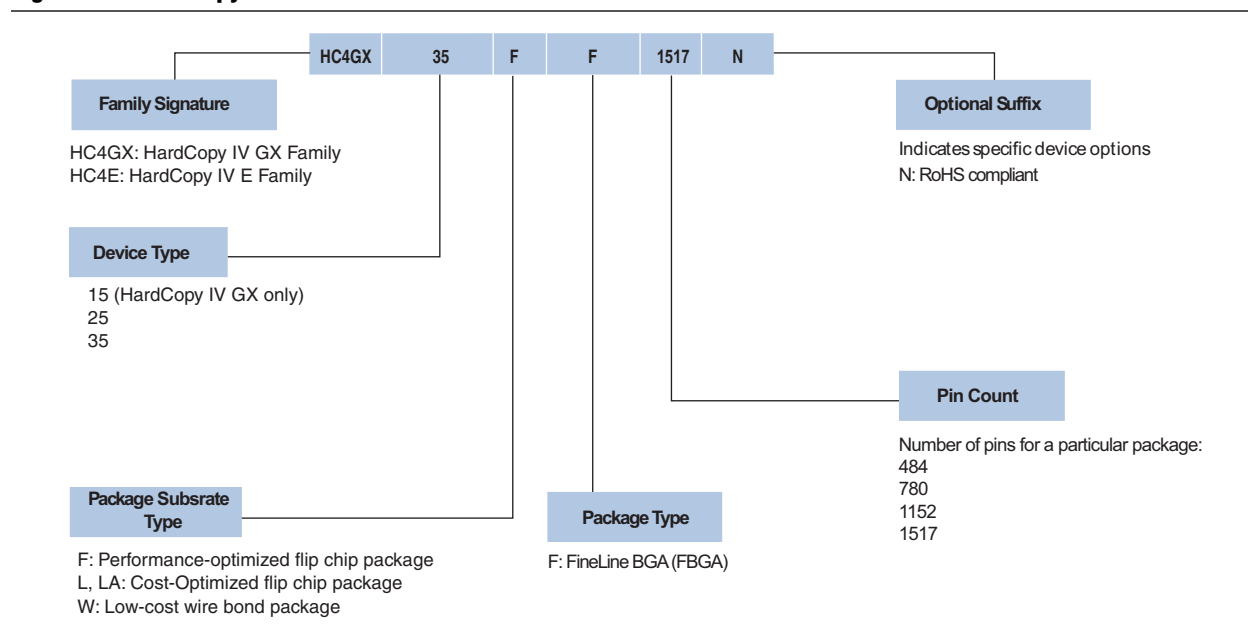 HC4GX 35 F F 1517 N
Family Signature
HC4GX: HardCopy IV GX Family
HC4E: HardCopy IV E Family
Optional Suffix
Indicates specific device options
N: RoHS compliant
Device Type
15 (HardCopy IV GX only)
25
35
Pin Count
Number of pins for a particular package:
484
780
1152
1517
Package Subsrate
Type
F: Performance-optimized flip chip package
L, LA: Cost-Optimized flip chip package
W: Low-cost wire bond package
Package Type
F: FineLine BGA (FBGA)